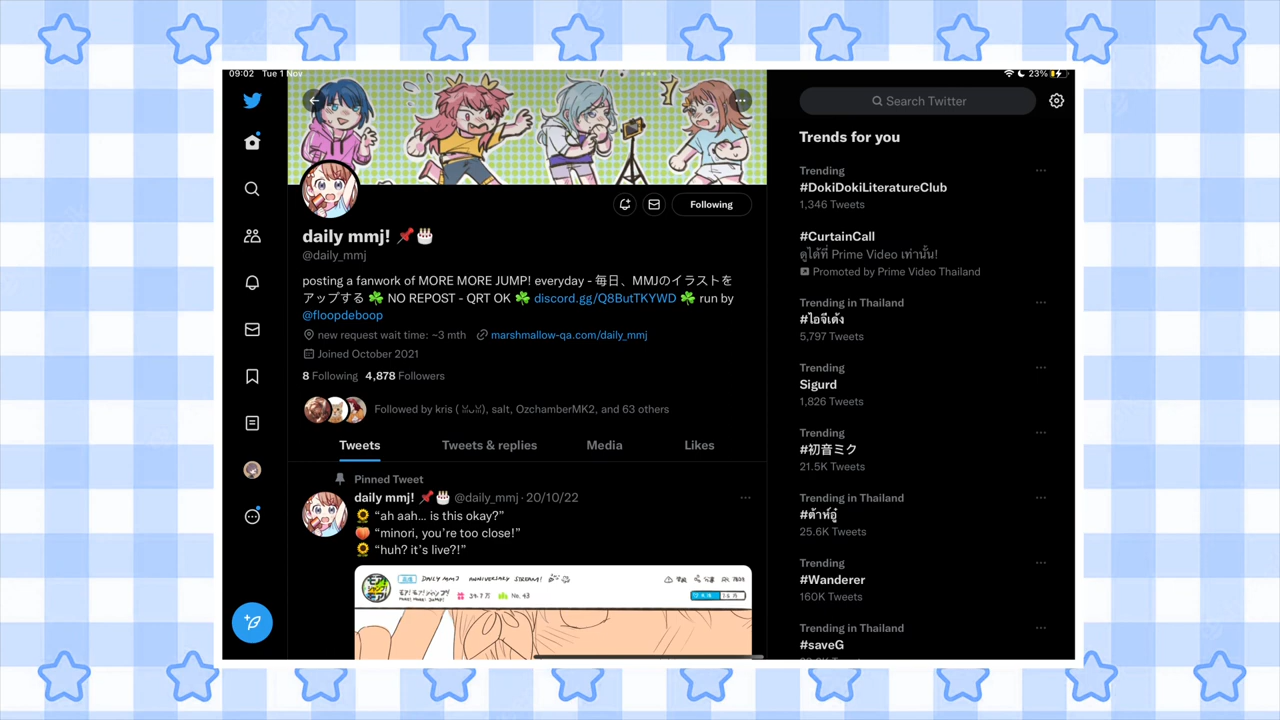 09:02 Tue 1 Nov
23%
Search Twitter
Following
daily mmj! 📌🎂
@daily_mmj
posting a fanwork of MORE MORE JUMP! everyday - 毎日、MMJのイラストを
アップする ☘️ NO REPOST - QRT OK ☘️ discord.gg/Q8ButTKYWD ☘️ run by
@floopdeboop
new request wait time: ~3 mth marshmallow-qa.com/daily_mmj
Joined October 2021
8 Following 4,878 Followers
Followed by kris ( ), salt, OzchamberMK2, and 63 others
Tweets Tweets & replies Media Likes
Pinned Tweet
daily mmj! 📌🎂 @daily_mmj · 20/10/22
🌻 “ah aah... is this okay?”
🍑 “minori, you're too close!”
🌻 “huh? it's live?!”
DAILY MMJ ANNIVERSARY STREAM!
No. 43
Trends for you
Trending
#DokiDokiLiteratureClub
1,346 Tweets
#CurtainCall
ดูได้ที่ Prime Video เท่านั้น!
Promoted by Prime Video Thailand
Trending in Thailand
#ไอจีเด้ง
5,797 Tweets
Trending
Sigurd
1,826 Tweets
Trending
#初音ミク
21.5K Tweets
Trending in Thailand
#ต้าห์อู๋
25.6K Tweets
Trending
#Wanderer
160K Tweets
Trending in Thailand
#saveG